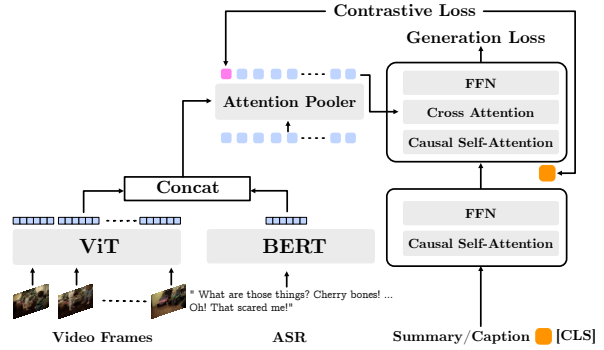 Contrastive Loss
Generation Loss
FFN
Attention Pooler
Cross Attention
Causal Self-Attention
Concat
FFN
ViT
BERT
Causal Self-Attention
" What are those things? Cherry bones! ...
Oh! That scared me!"
Video Frames
ASR
Summary/Caption
[CLS]